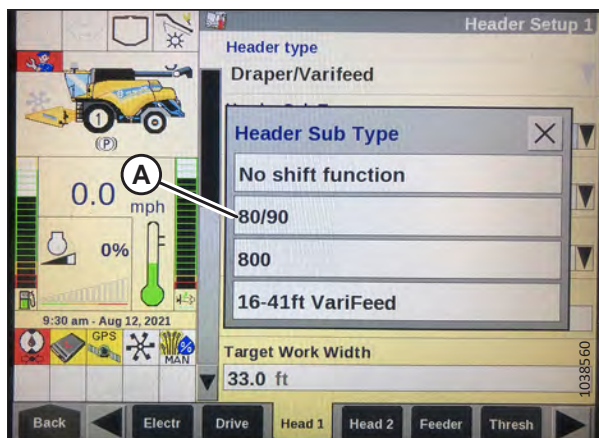 Header Setup 1
Header type
Draper/Varifeed
Header Sub Type
No shift function
80/90
800
16-41ft VariFeed
A
1
(P)
0.0 mph
0%
9:30 am - Aug 12, 2021
GPS
MAN
Target Work Width
33.0 ft
1038560
Back
Electr
Drive
Head 1
Head 2
Feeder
Thresh